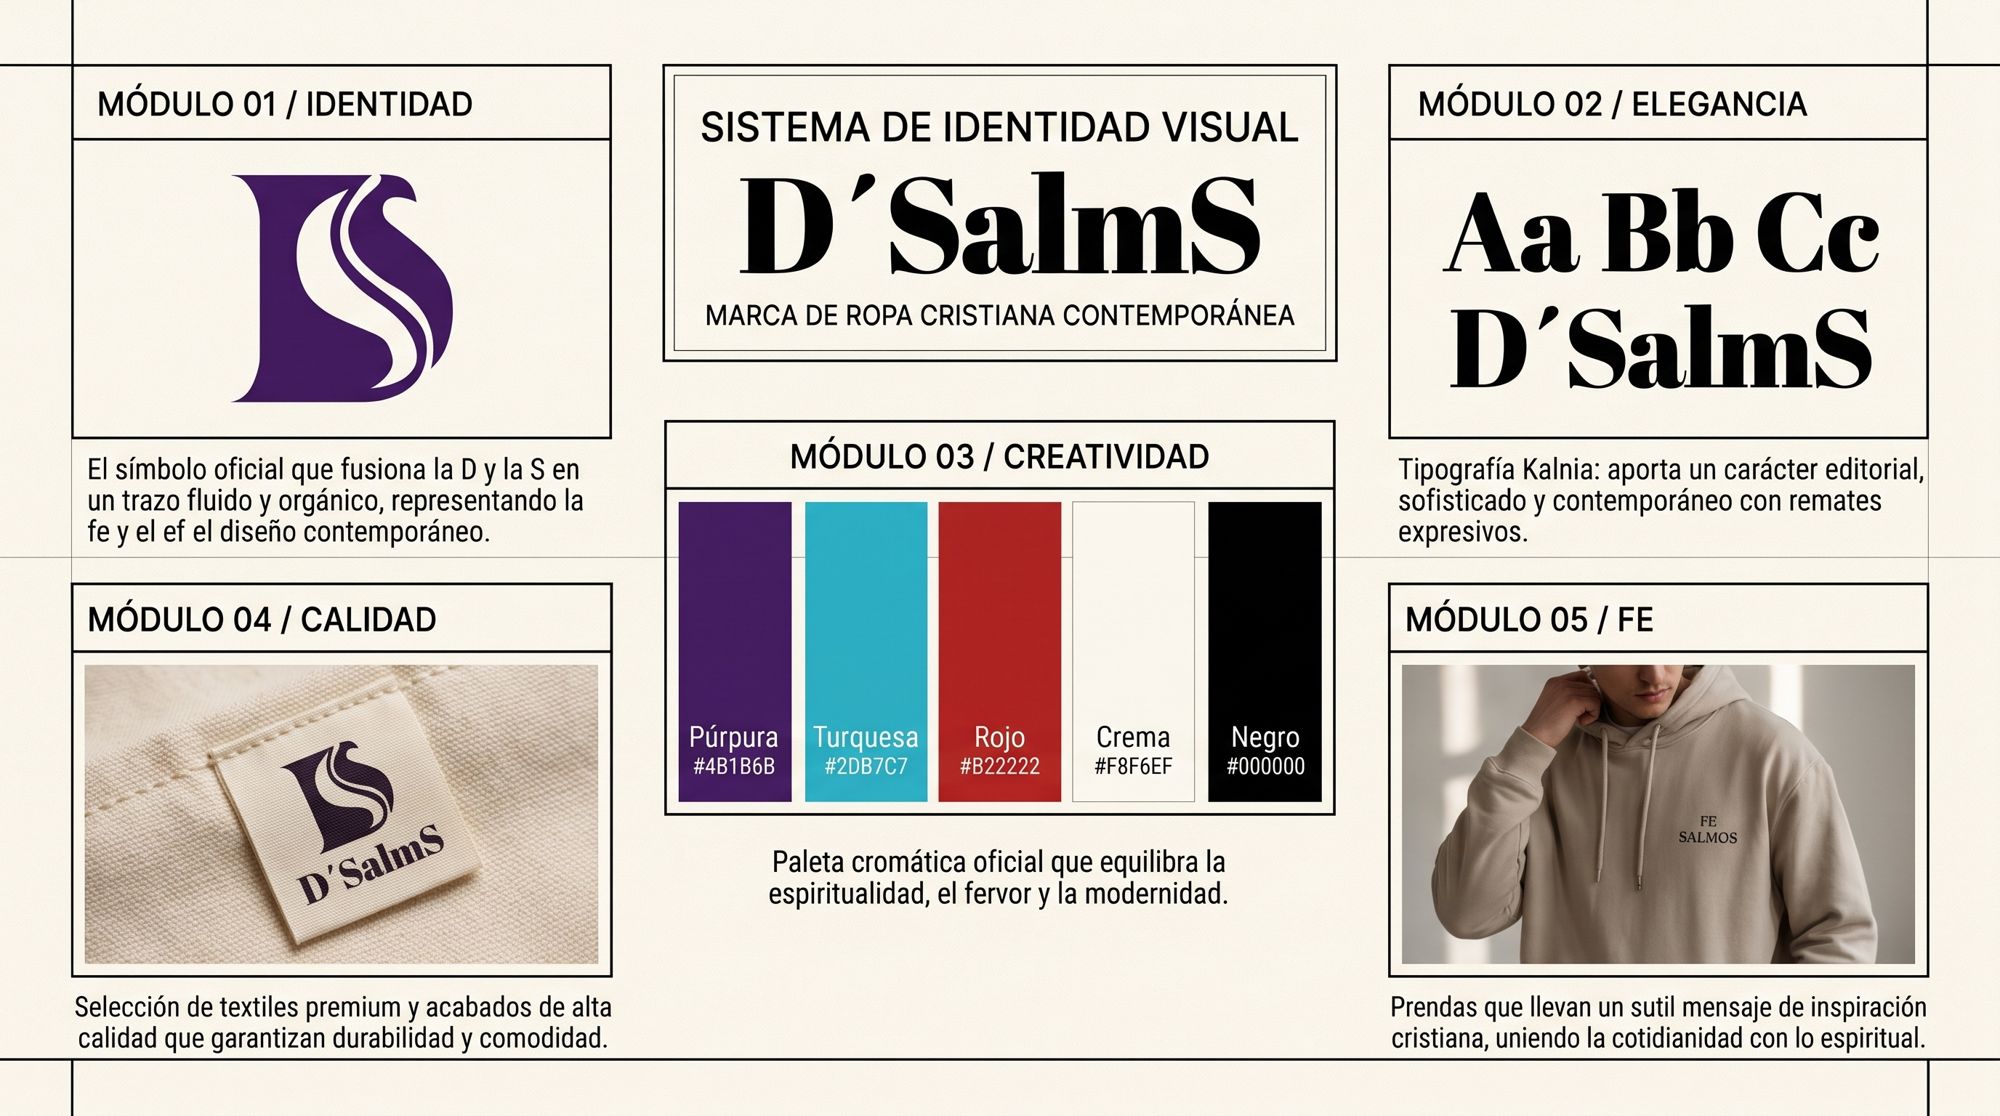 MÓDULO 01 / IDENTIDAD
El símbolo oficial que fusiona la D y la S en
un trazo fluido y orgánico, representando la
fe y el ef el diseño contemporáneo.
SISTEMA DE IDENTIDAD VISUAL
D´SalmS
MARCA DE ROPA CRISTIANA CONTEMPORÁNEA
MÓDULO 02 / ELEGANCIA
Aa Bb Cc
D´SalmS
Tipografía Kalnia: aporta un carácter editorial,
sofisticado y contemporáneo con remates
expresivos.
MÓDULO 03 / CREATIVIDAD
Púrpura
#4B1B6B
Turquesa
#2DB7C7
Rojo
#B22222
Crema
#F8F6EF
Negro
#000000
Paleta cromática oficial que equilibra la
espiritualidad, el fervor y la modernidad.
MÓDULO 04 / CALIDAD
D´SalmS
Selección de textiles premium y acabados de alta
calidad que garantizan durabilidad y comodidad.
MÓDULO 05 / FE
FE
SALMOS
Prendas que llevan un sutil mensaje de inspiración
cristiana, uniendo la cotidianidad con lo espiritual.